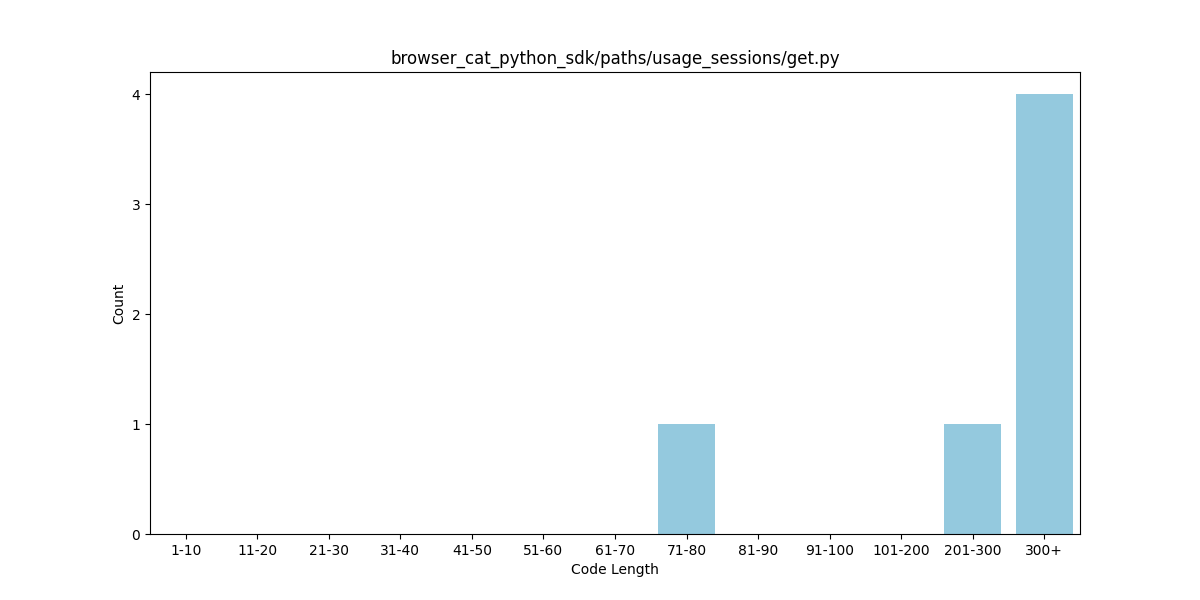 browser_cat_python_sdk/paths/usage_sessions/get.py
4
3
2
1
0
Count
1-10 11-20 21-30 31-40 41-50 51-60 61-70 71-80 81-90 91-100 101-200 201-300 300+
Code Length